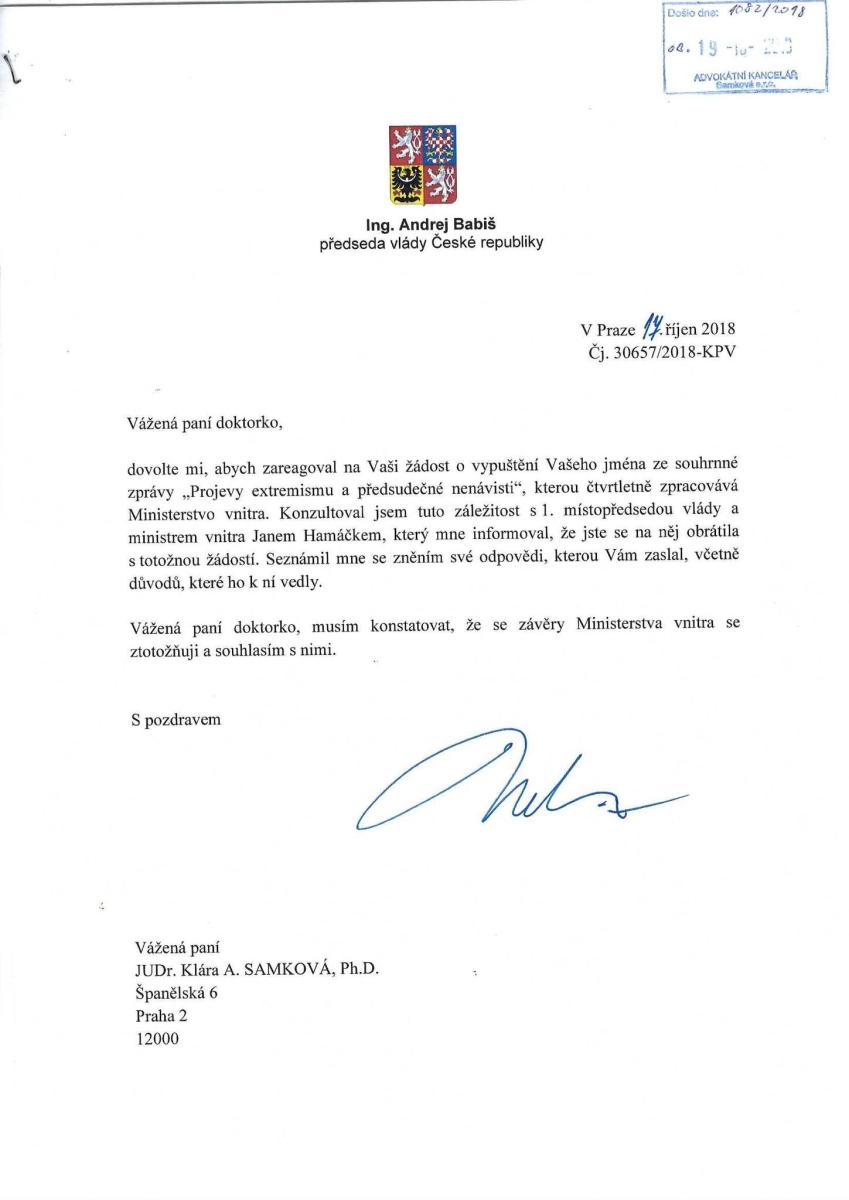 Došlo dne: 1082/2018
19 -10-
ADVOKÁTNÍ KANCELÁŘ
Samková s.r.o.
Ing. Andrej Babiš
předseda vlády České republiky
V Praze 17. říjen 2018
Čj. 30657/2018-KPV
Vážená paní doktorko,
dovolte mi, abych zareagoval na Vaši žádost o vypuštění Vašeho jména ze souhrnné
zprávy „Projevy extremismu a předsudečné nenávisti“, kterou čtvrtletně zpracovává
Ministerstvo vnitra. Konzultoval jsem tuto záležitost s 1. místopředsedou vlády a
ministrem vnitra Janem Hamáčkem, který mne informoval, že jste se na něj obrátila
s totožnou žádostí. Seznámil mne se zněním své odpovědi, kterou Vám zaslal, včetně
důvodů, které ho k ní vedly.
Vážená paní doktorko, musím konstatovat, že se závěry Ministerstva vnitra se
ztotožňuji a souhlasím s nimi.
S pozdravem
Vážená paní
JUDr. Klára A. SAMKOVÁ, Ph.D.
Španělská 6
Praha 2
12000